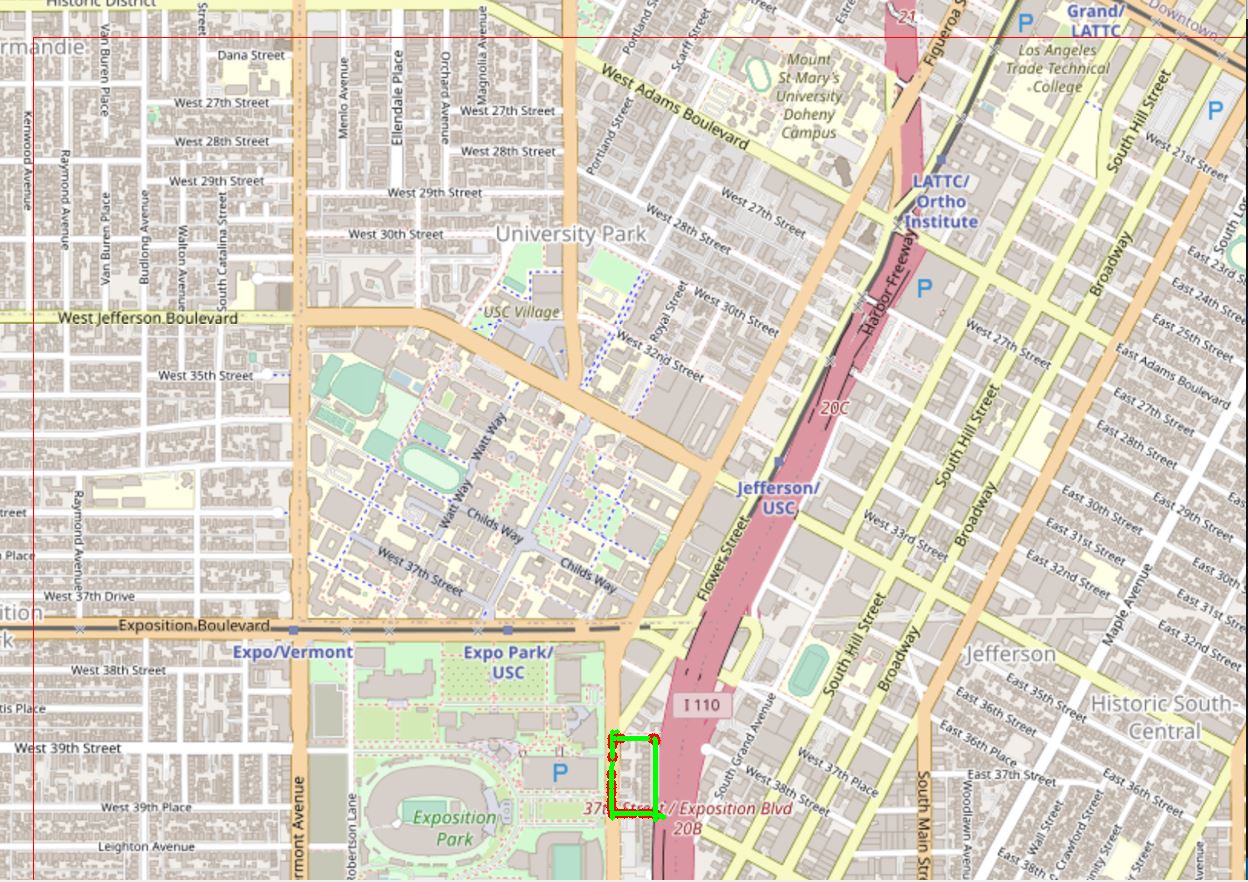 Historic District
21
Grand/
LATTC
Downtown
rmandie
Street
Van Buren Place
Dana Street
Menlo Avenue
Ellendale Place
Orchard Avenue
Magnolia Avenue
Portland St
Scarff Street
Estre
Figueroa S
P
Mount
St Mary's
University
Doheny
Campus
Los Angeles
Trade Technical
College
West Adams Boulevard
West 27th Street
West 27th Street
Portland Street
South Hill Street
P
West 21st Street
Kenwood Avenue
West 28th Street
West 28th Street
Raymond Avenue
West 29th Street
West 29th Street
LATTC/
Ortho
Institute
Van Buren Place
Budlong Avenue
Walton Avenue
South Catalina Street
West 30th Street
University Park
West 28th Street
West 27th Street
South Los
East 23rd Str
Broadway
Harbor Freeway
P
East 24th Stree
West Jefferson Boulevard
USC Village
Royal Street
West 30th Street
East 25th Street
West 27th Street
West 32nd Street
East Adams Boulevard
West 35th Street
20C
East 27th Street
South Hill Street
East 28th Street
Watt Way
Watt Way
Jefferson/
USC
Raymond Avenue
treet
Childs Way
West 33rd Street
Broadway
East 30th Street
East 29th Street
East 31st Street
East 30th
Place
West 37th Street
Childs Way
Flower Street
East 32nd Street
West 37th Drive
East 31st
ition
rk
Exposition Boulevard
South Hill Street
Maple Avenue
East 32nd
Expo/Vermont
Expo Park/
USC
Broadway
Jefferson
West 38th Street
East 35th Street
I 110
tis Place
East 36th Street
Historic South-
Central
West 39th Street
South Grand Avenue
East 36th Place
West 37th Place
P
East 37th Street
West 38th Street
37th Street / Exposition Blvd
20B
West 39th Place
Exposition
Park
Leighton Avenue
rmont Avenue
Robertson Lane
South Main Str
Woodlawn Aven
Wall Street
Crawford Street
nity Street
East 38th S
venue